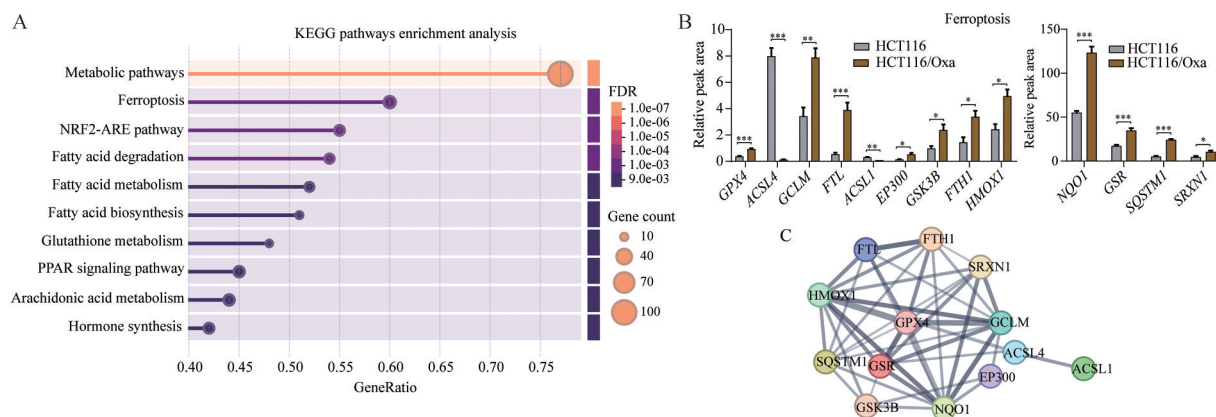 A
KEGG pathways enrichment analysis
Metabolic pathways
Ferroptosis
NRF2-ARE pathway
Fatty acid degradation
Fatty acid metabolism
Fatty acid biosynthesis
Glutathione metabolism
PPAR signaling pathway
Arachidonic acid metabolism
Hormone synthesis
0.40 0.45 0.50 0.55 0.60 0.65 0.70 0.75
GeneRatio
FDR
1.0e-07
1.0e-06
1.0e-05
1.0e-04
1.0e-03
9.0e-03
Gene count
10
40
70
100
B
Ferroptosis
Relative peak area
10
8
6
4
2
0
HCT116
HCT116/Oxa
*** *** ** *** ** * * * *
GPX4 ACSL4 GCLM FTL ACSL1 EP300 GSK3B FTH1 HMOX1
Relative peak area
150
100
50
0
HCT116
HCT116/Oxa
*** *** *** *
NQO1 GSR SQSTM1 SRXN1
C
FTL
FTH1
SRXN1
HMOX1
GPX4
GCLM
ACSL4
SQSTM1
GSR
EP300
ACSL1
GSK3B
NQO1